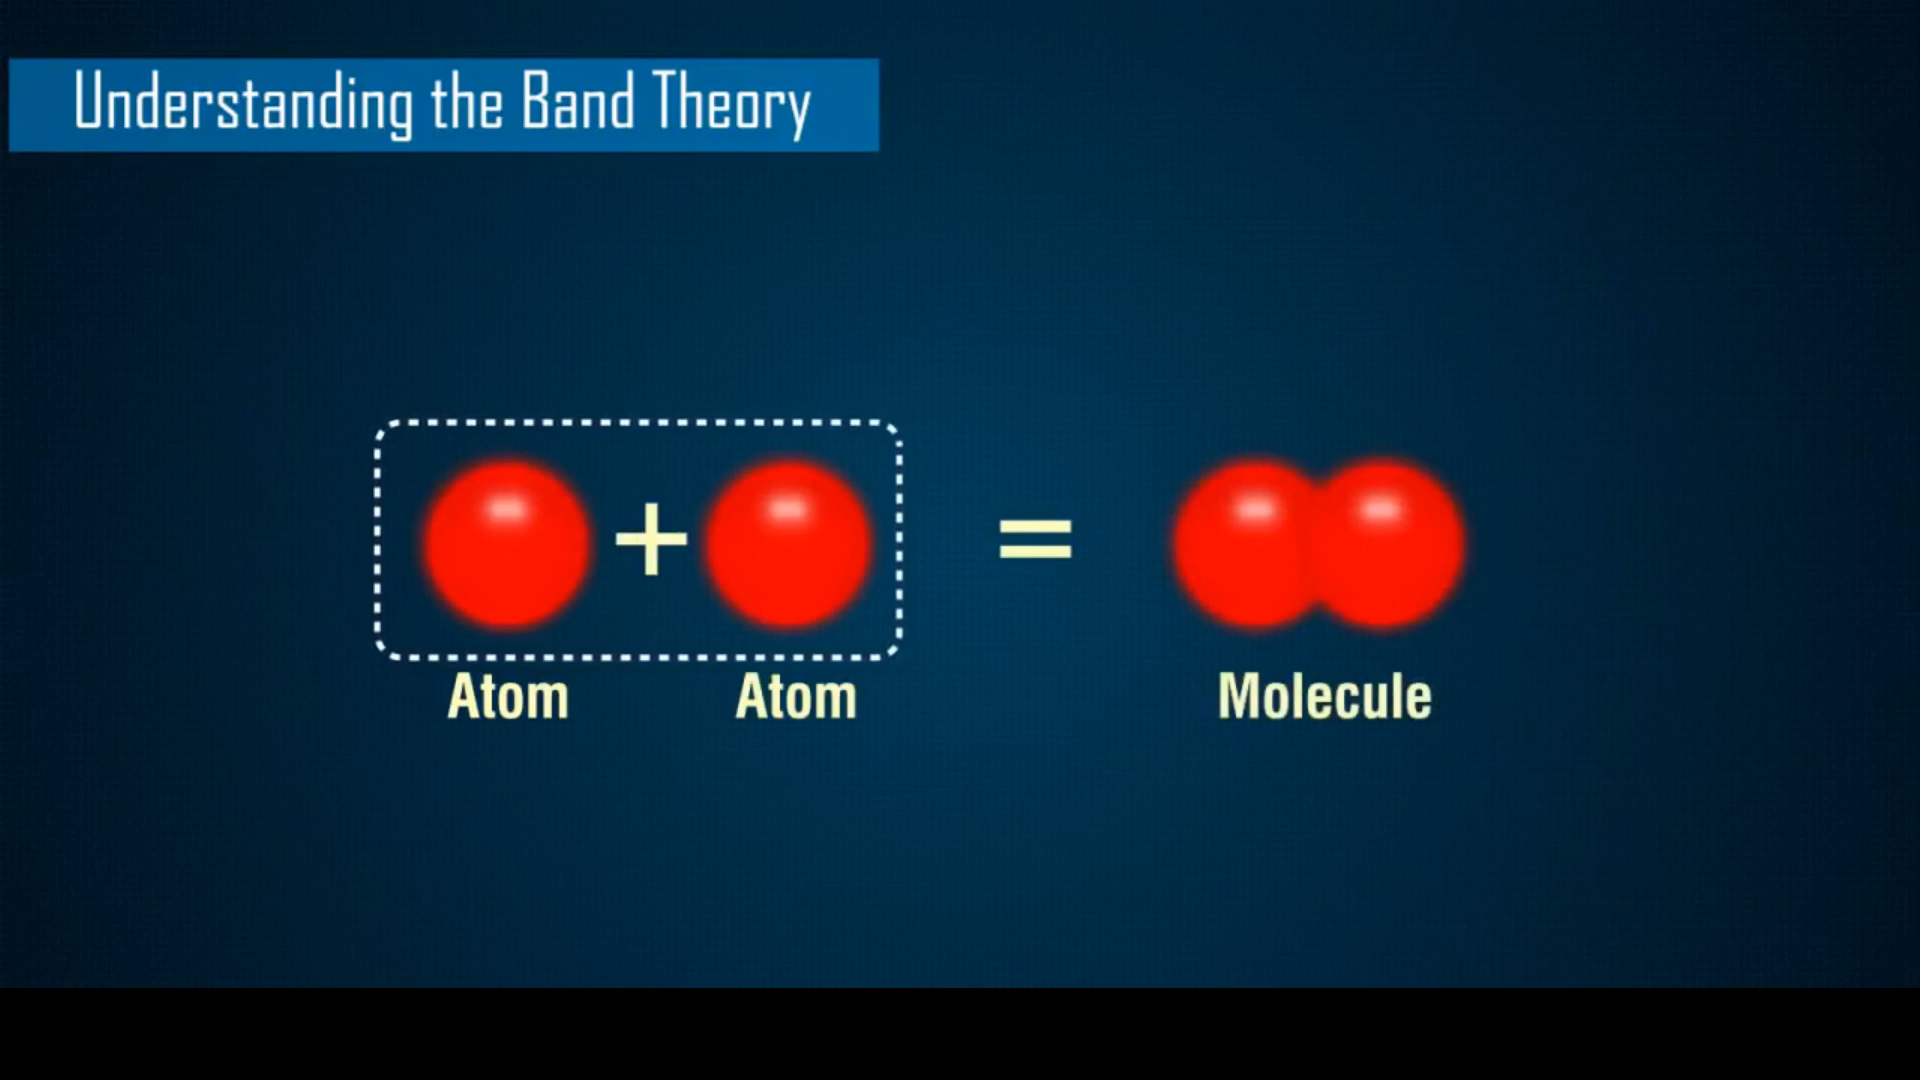 Understanding the Band Theory
+ =
Atom Atom Molecule